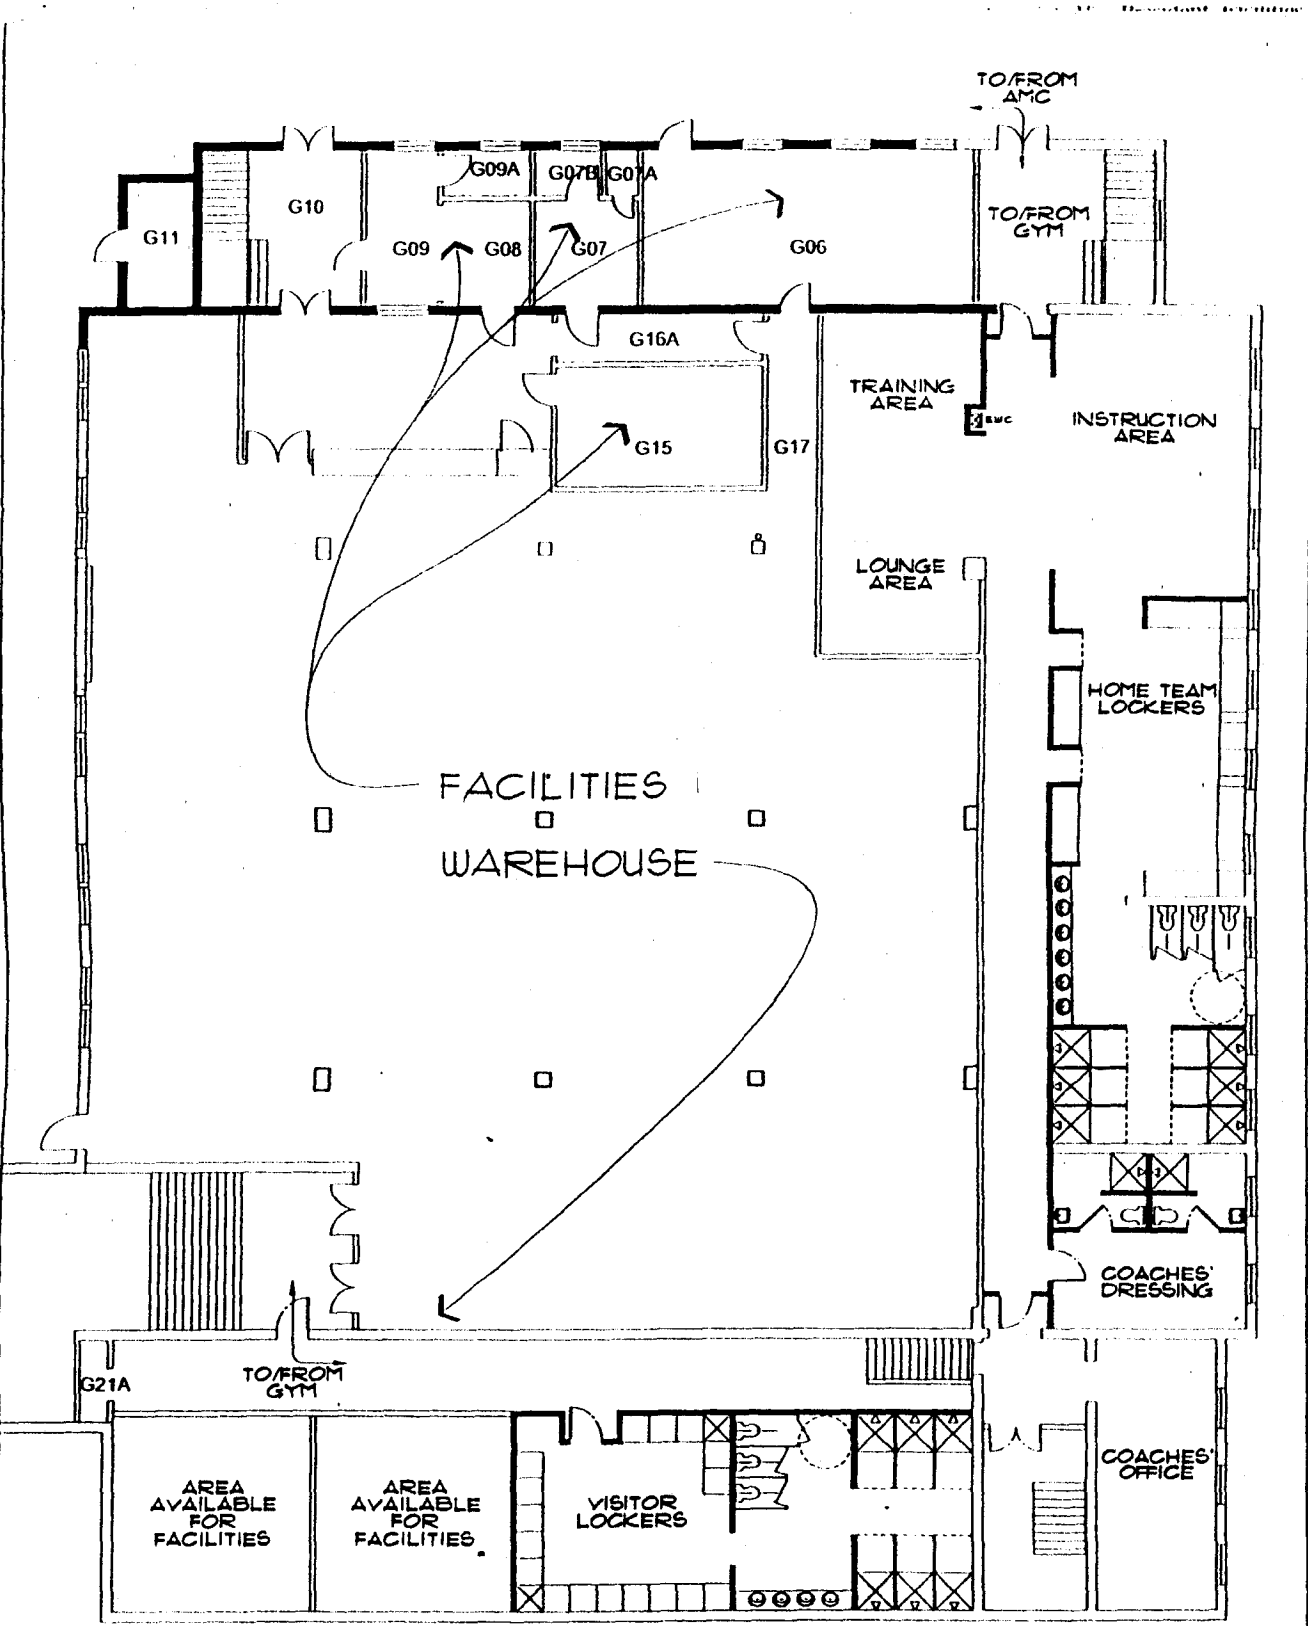 TO/FROM
AMC
G09A
G07B
G07A
G10
G11
TO/FROM
GYM
G09
G08
G07
G06
G16A
TRAINING
AREA
EWC
INSTRUCTION
AREA
G15
G17
LOUNGE
AREA
HOME TEAM
LOCKERS
FACILITIES
WAREHOUSE
COACHES'
DRESSING
TO/FROM
GYM
G21A
COACHES'
OFFICE
AREA
AVAILABLE
FOR
FACILITIES
AREA
AVAILABLE
FOR
FACILITIES
VISITOR
LOCKERS